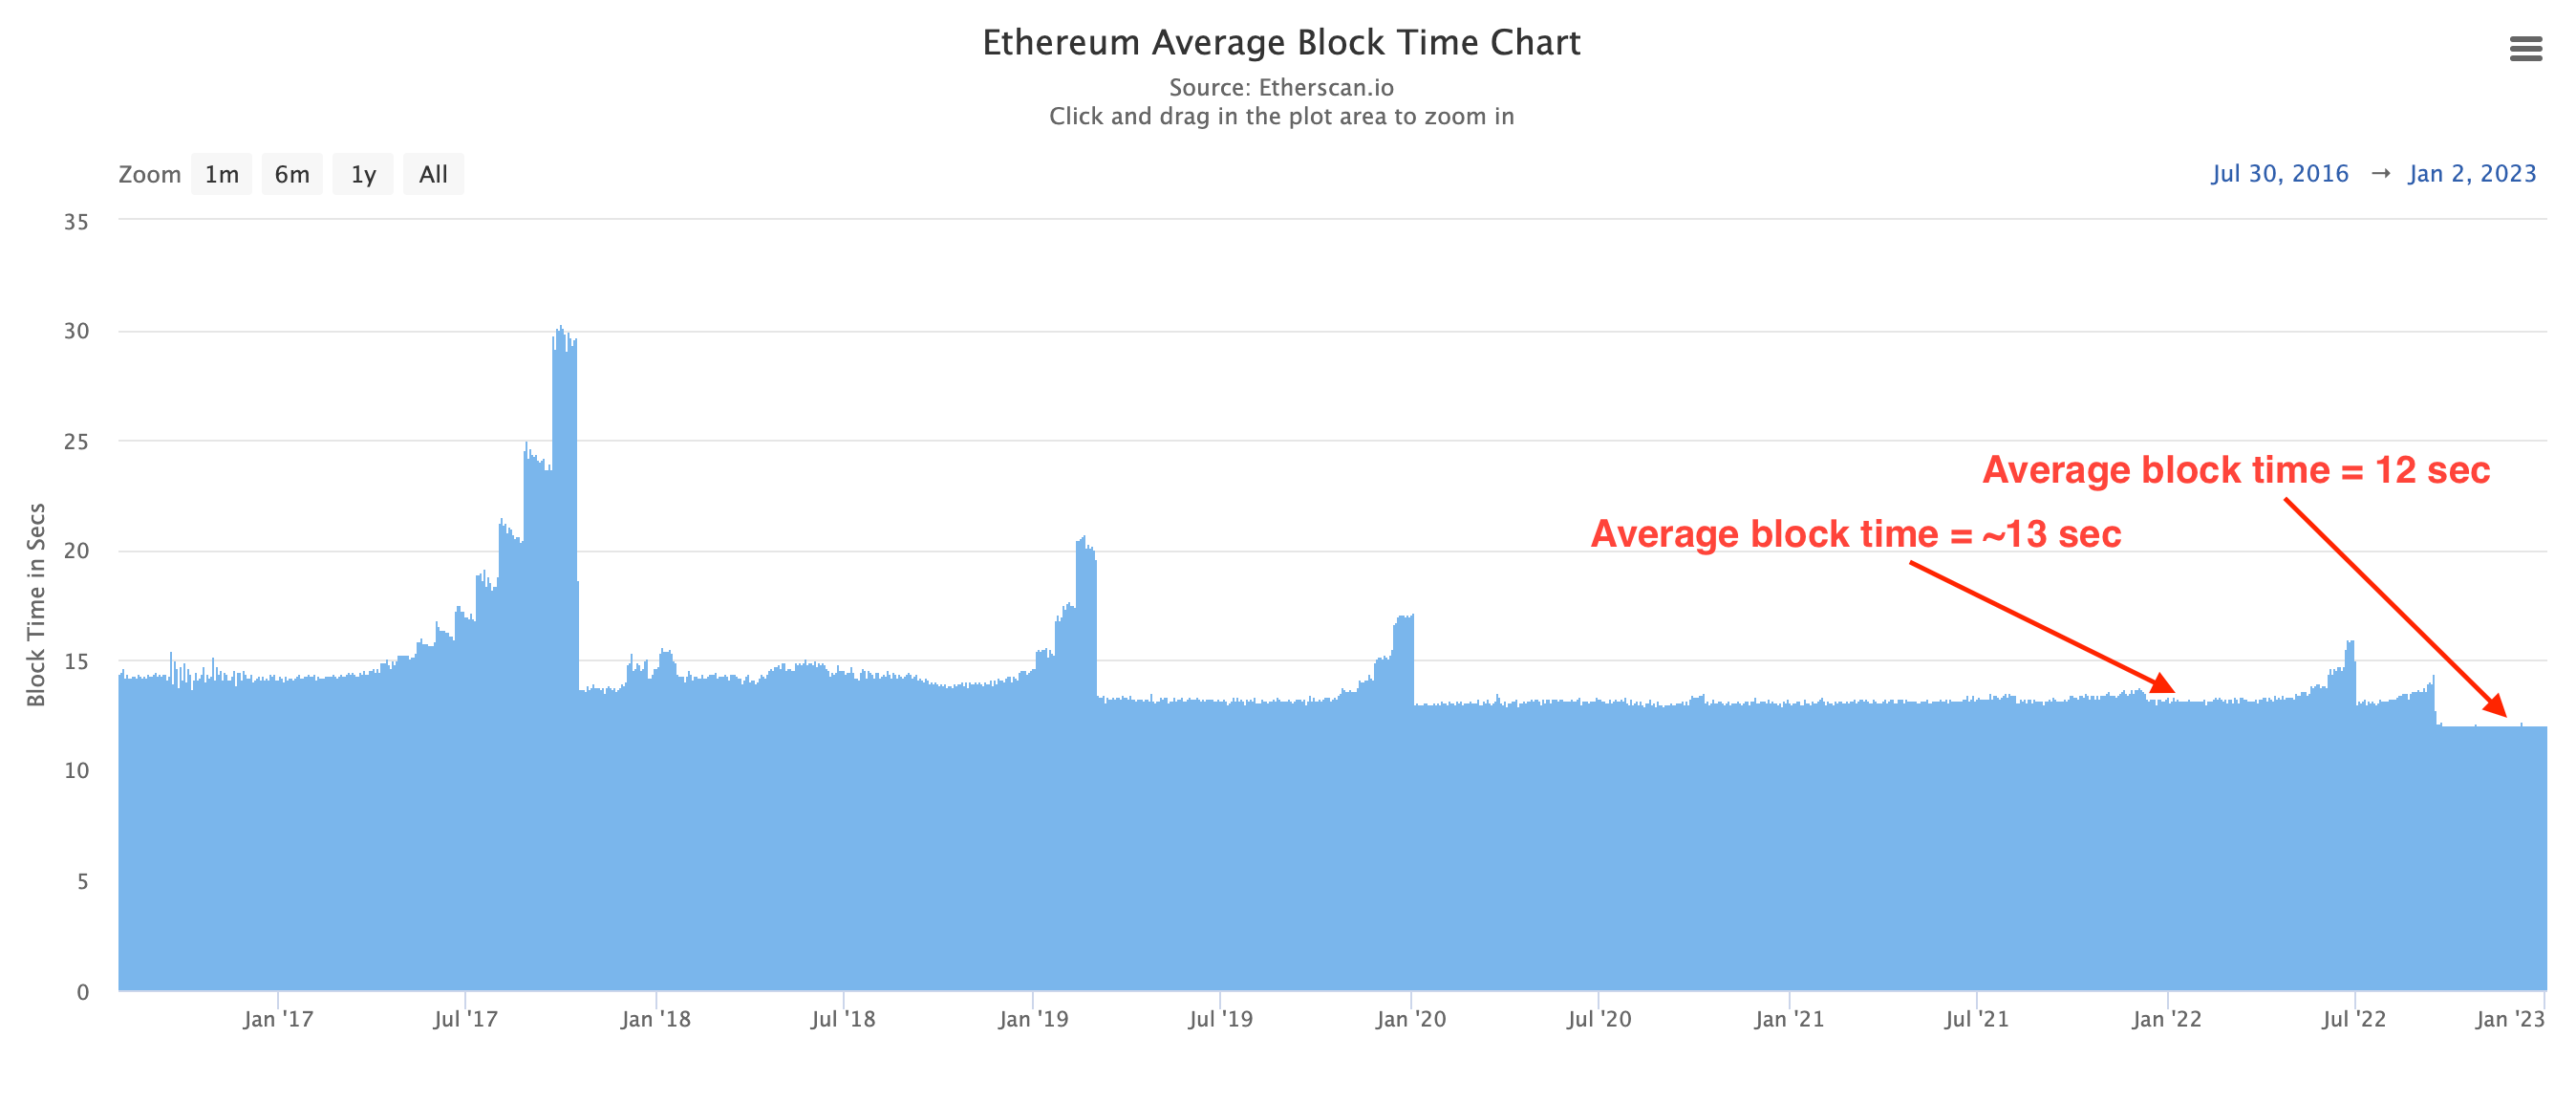 Ethereum Average Block Time Chart
Source: Etherscan.io
Click and drag in the plot area to zoom in
Zoom 1m 6m 1y All
Jul 30, 2016 → Jan 2, 2023
35
30
25
20
15
10
5
0
Block Time in Secs
Average block time = 12 sec
Average block time = ~13 sec
Jan '17 Jul '17 Jan '18 Jul '18 Jan '19 Jul '19 Jan '20 Jul '20 Jan '21 Jul '21 Jan '22 Jul '22 Jan '23